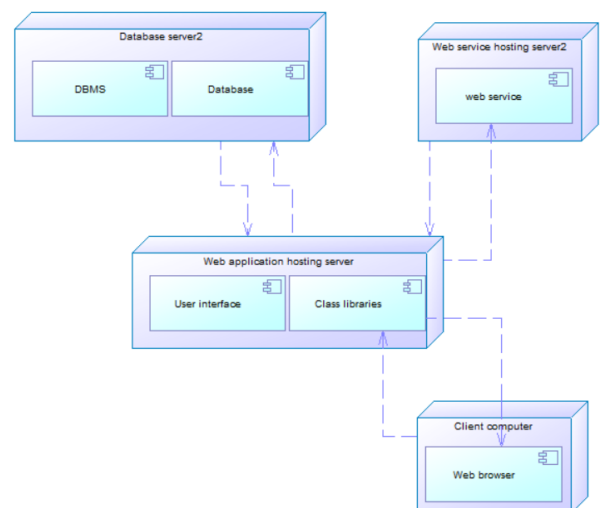 Database server2
DBMS
Database
Web service hosting server2
web service
Web application hosting server
User interface
Class libraries
Client computer
Web browser